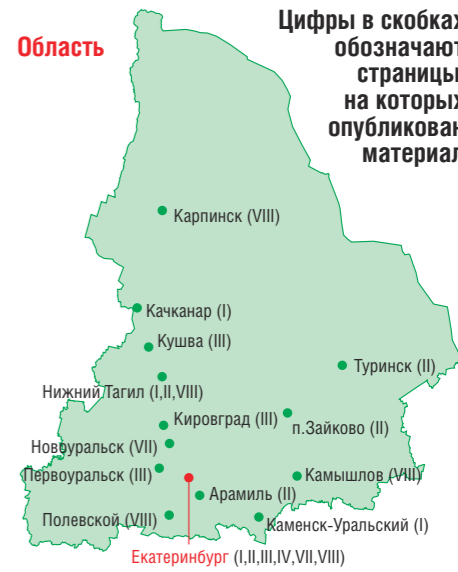 Область
Цифры в скобках
обозначают
страницы,
на которых
опубликован
материал
Карпинск (VIII)
Качканар (I)
Кушва (III)
Туринск (II)
Нижний Тагил (I,II,VIII)
Кировград (III)
п.Зайково (II)
Новоуральск (VII)
Первоуральск (III)
Камышлов (VIII)
Арамиль (II)
Полевской (VIII)
Каменск-Уральский (I)
Екатеринбург (I,II,III,IV,VII,VIII)